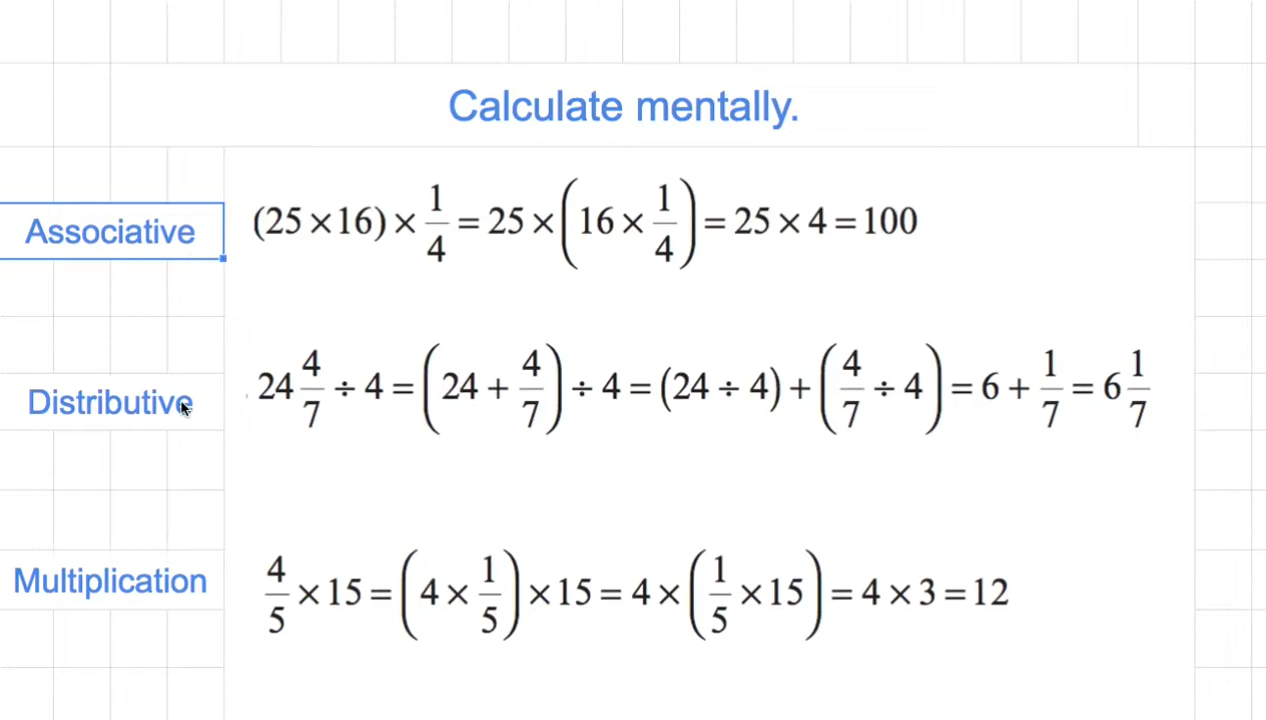 Calculate mentally.
Associative
(25 × 16) × 1/4 = 25 × (16 × 1/4) = 25 × 4 = 100
Distributive
24 4/7 ÷ 4 = (24 + 4/7) ÷ 4 = (24 ÷ 4) + (4/7 ÷ 4) = 6 + 1/7 = 6 1/7
Multiplication
4/5 × 15 = (4 × 1/5) × 15 = 4 × (1/5 × 15) = 4 × 3 = 12